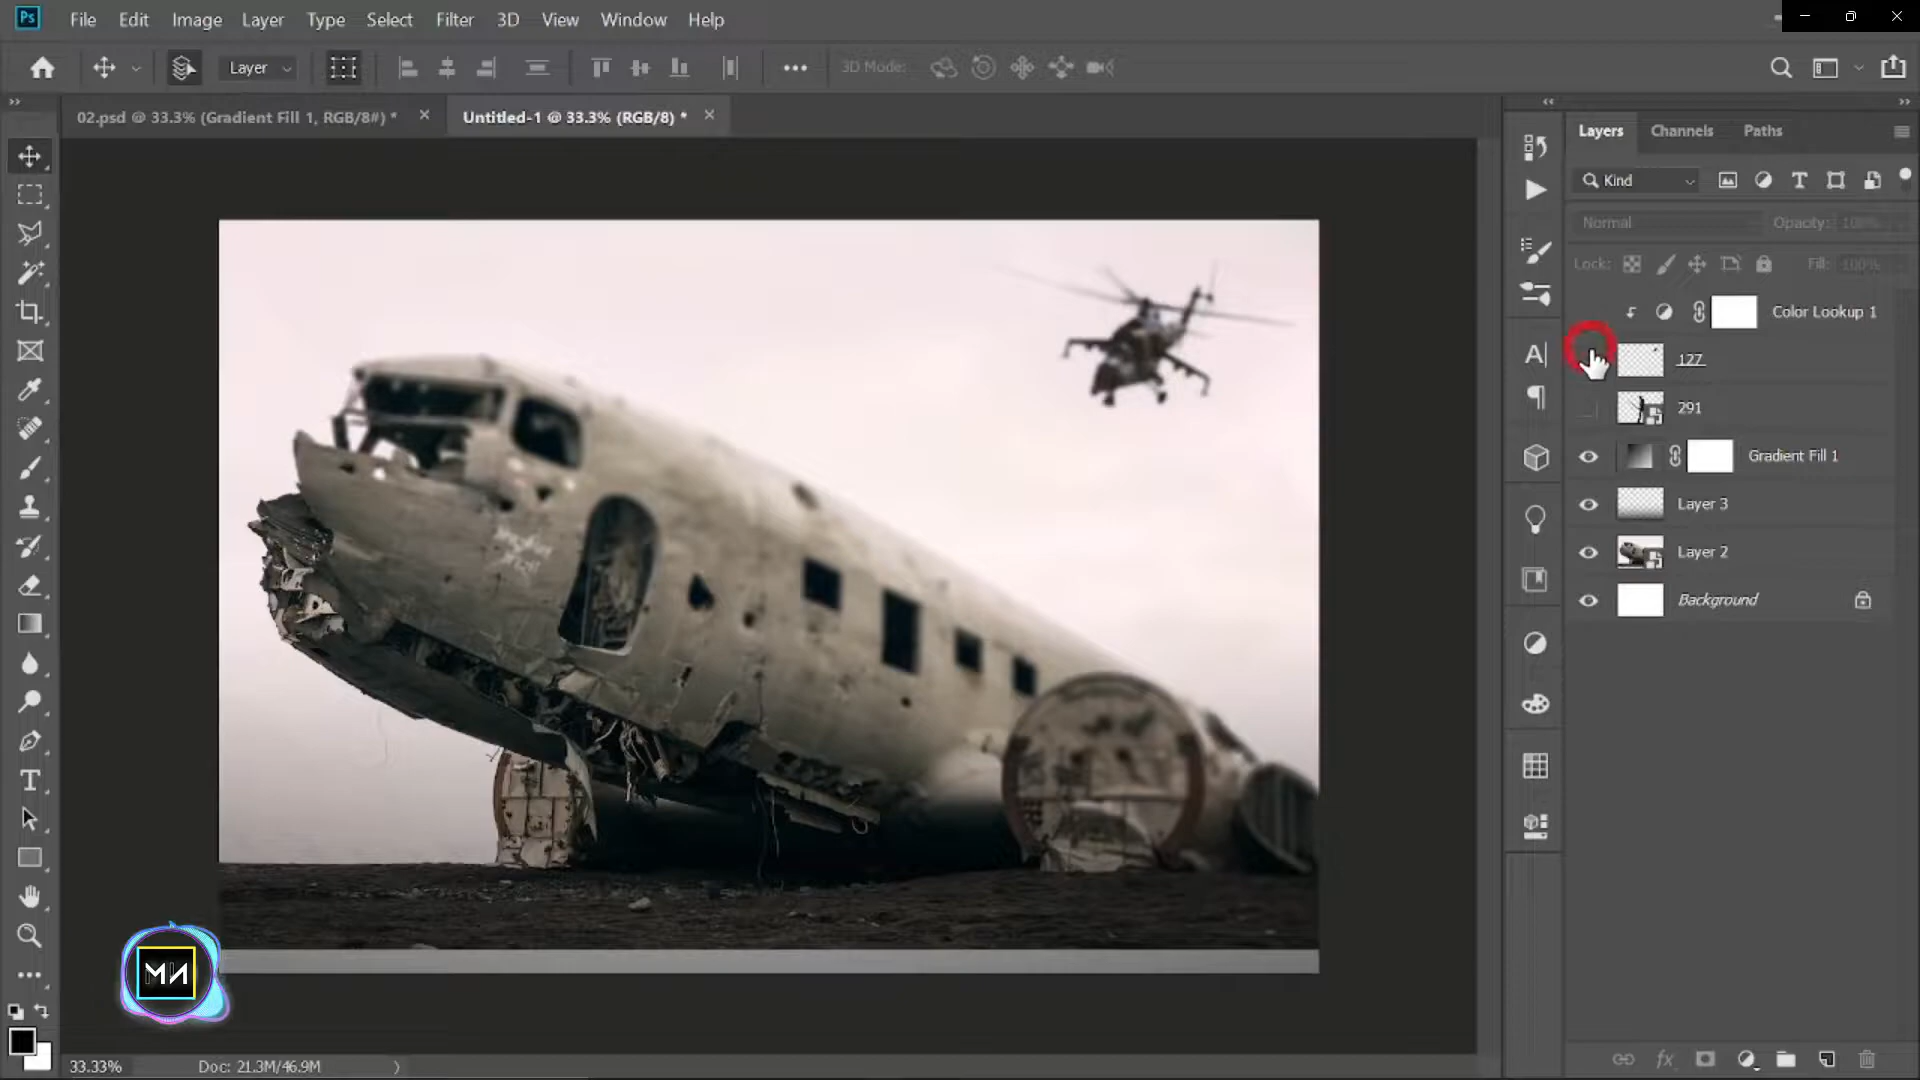 Ps File Edit Image Layer Type Select Filter 3D View Window Help
Layer 3D Mode:
02.psd @ 33.3% (Gradient Fill 1, RGB/8#) * Untitled-1 @ 33.3% (RGB/8) *
Layers Channels Paths
Kind
Normal Opacity: 100%
Lock: Fill: 100%
Color Lookup 1
127
291
Gradient Fill 1
Layer 3
Layer 2
Background
МИ
33.33% Doc: 21.3M/46.9M